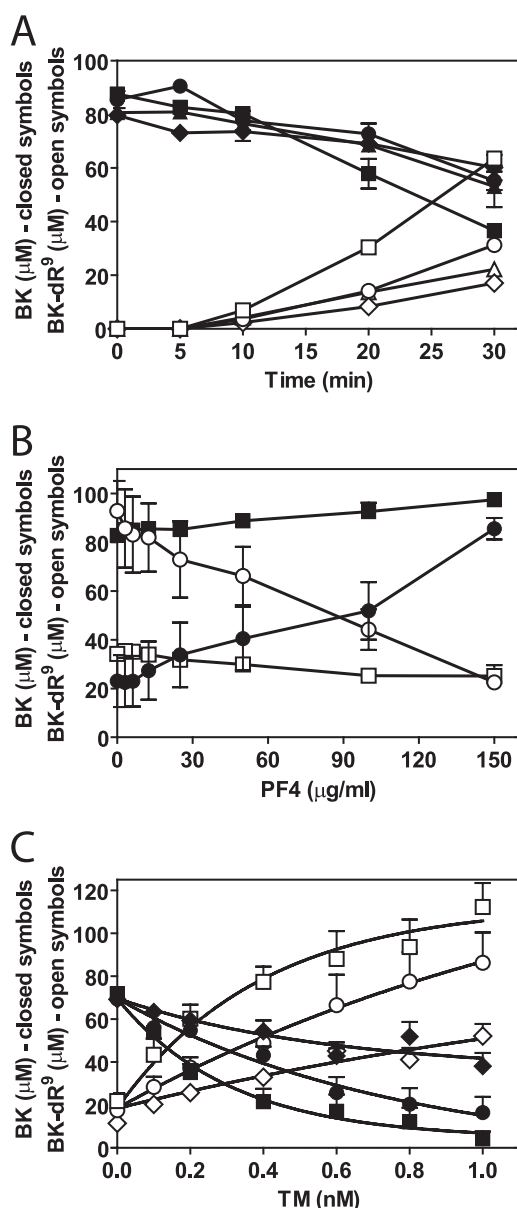 A
BK (μM) - closed symbols
BK-dR⁹ (μM) - open symbols
100
80
60
40
20
0
0 5 10 15 20 25 30
Time (min)
B
BK (μM) - closed symbols
BK-dR⁹ (μM) - open symbols
100
80
60
40
20
0
0 30 60 90 120 150
PF4 (μg/ml)
C
BK (μM) - closed symbols
BK-dR⁹ (μM) - open symbols
120
100
80
60
40
20
0
0.0 0.2 0.4 0.6 0.8 1.0
TM (nM)